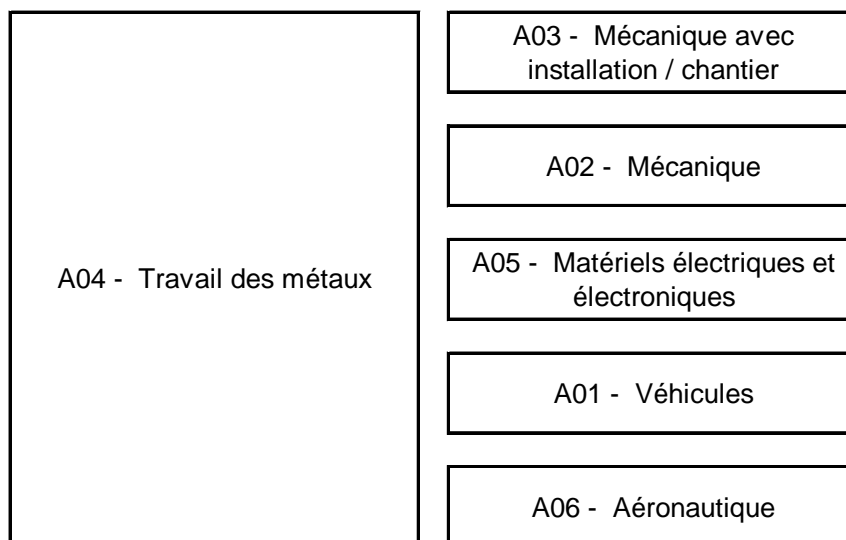 A04 - Travail des métaux
A03 - Mécanique avec
installation / chantier
A02 - Mécanique
A05 - Matériels électriques et
électroniques
A01 - Véhicules
A06 - Aéronautique